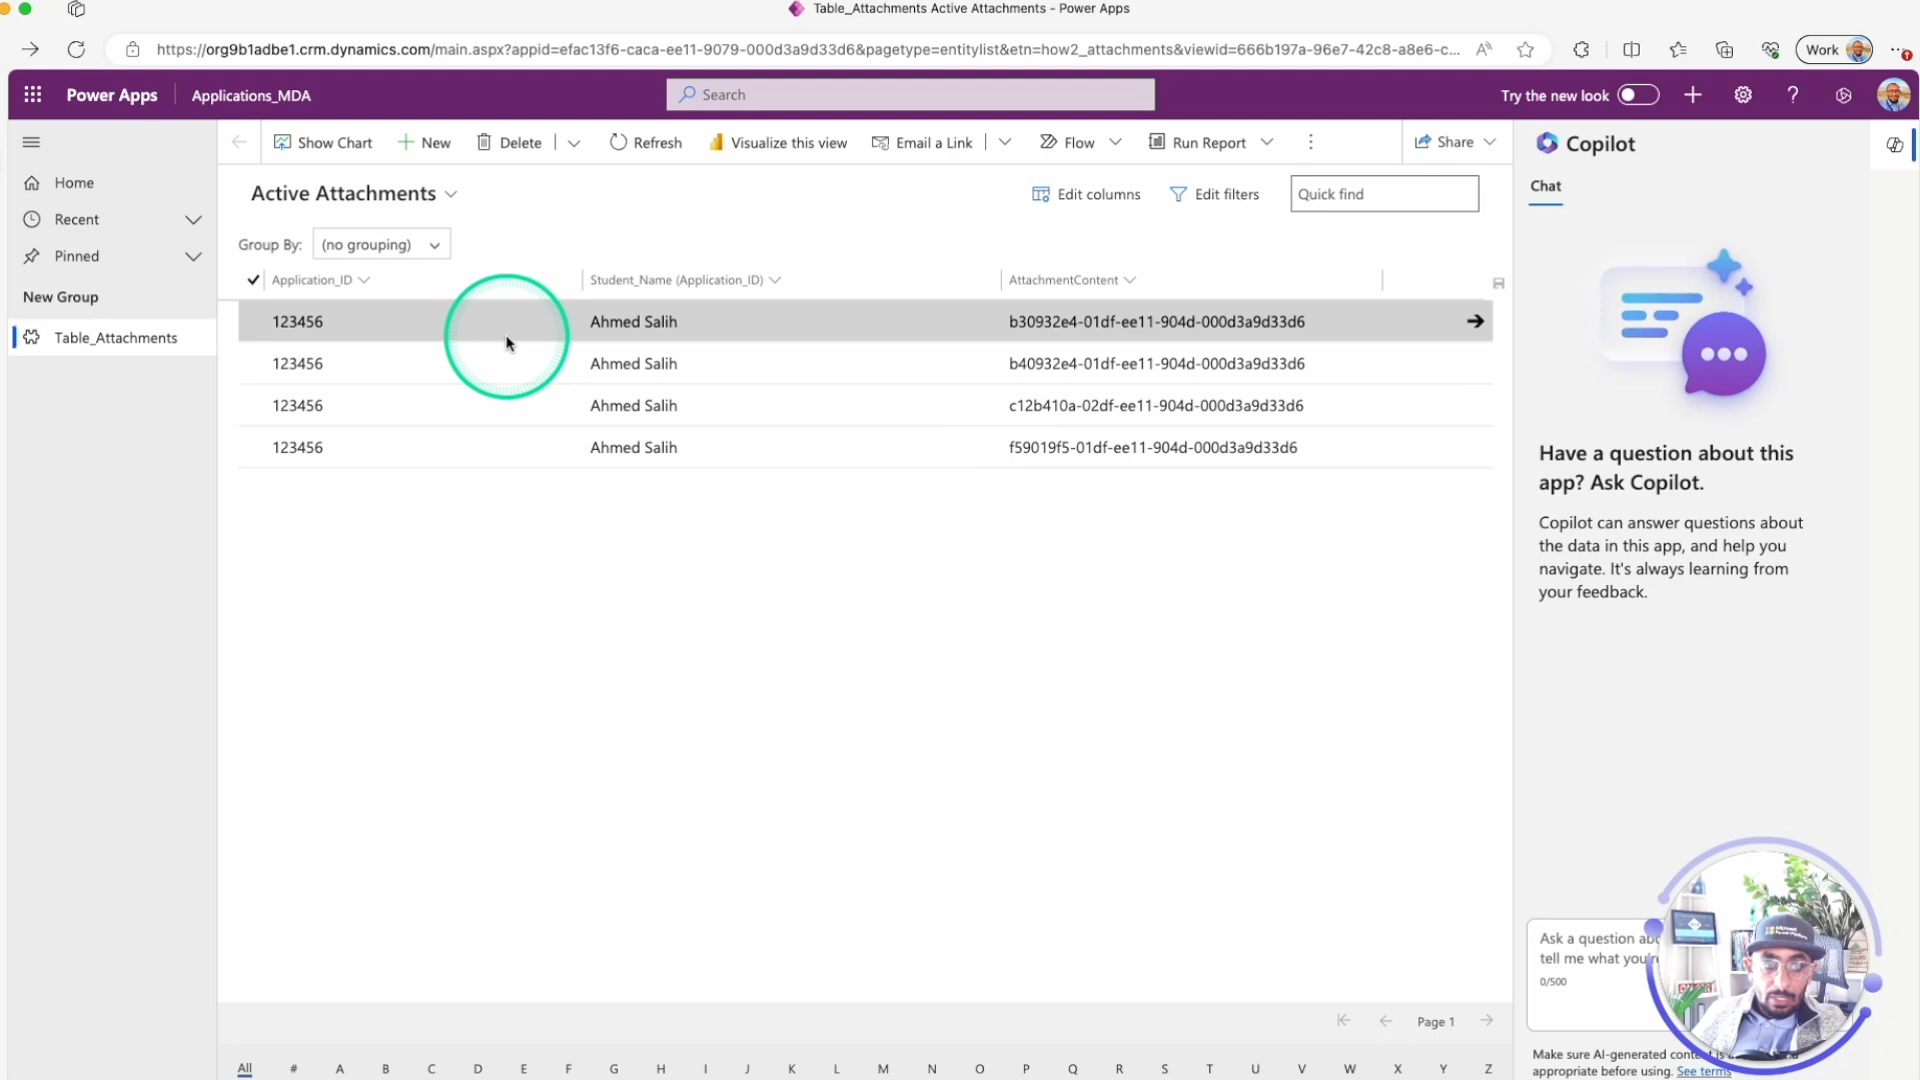 Table_Attachments Active Attachments - Power Apps
https://org9b1adbe1.crm.dynamics.com/main.aspx?appid=efac13f6-caca-ee11-9079-000d3a9d33d6&pagetype=entitylist&etn=how2_attachments&viewid=666b197a-96e7-42c8-a8e6-c...
Work
Power Apps
Applications_MDA
Search
Try the new look
Show Chart
New
Delete
Refresh
Visualize this view
Email a Link
Flow
Run Report
Share
Copilot
Home
Recent
Pinned
New Group
Table_Attachments
Active Attachments
Edit columns
Edit filters
Quick find
Chat
Group By: (no grouping)
Application_ID Student_Name (Application_ID) AttachmentContent
123456 Ahmed Salih b30932e4-01df-ee11-904d-000d3a9d33d6
123456 Ahmed Salih b40932e4-01df-ee11-904d-000d3a9d33d6
123456 Ahmed Salih c12b410a-02df-ee11-904d-000d3a9d33d6
123456 Ahmed Salih f59019f5-01df-ee11-904d-000d3a9d33d6
Have a question about this
app? Ask Copilot.
Copilot can answer questions about
the data in this app, and help you
navigate. It's always learning from
your feedback.
Ask a question
tell me what
0/500
Page 1
Make sure AI-generated
appropriate before using. See terms
All # A B C D E F G H I J K L M N O P Q R S T U V W X Y Z